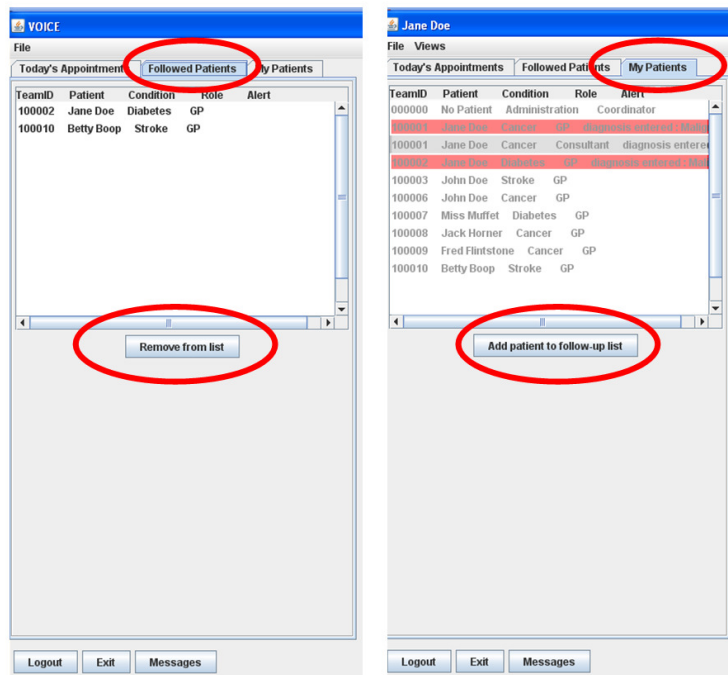 VOICE
File
Today's Appointments Followed Patients My Patients
TeamID Patient Condition Role Alert
100002 Jane Doe Diabetes GP
100010 Betty Boop Stroke GP
Remove from list
Logout Exit Messages
Jane Doe
File Views
Today's Appointments Followed Patients My Patients
TeamID Patient Condition Role Alert
000000 No Patient Administration Coordinator
100001 Jane Doe Cancer GP diagnosis entered : Malig
100001 Jane Doe Cancer Consultant diagnosis entere
100002 Jane Doe Diabetes GP diagnosis entered : Mali
100003 John Doe Stroke GP
100006 John Doe Cancer GP
100007 Miss Muffet Diabetes GP
100008 Jack Horner Cancer GP
100009 Fred Flintstone Cancer GP
100010 Betty Boop Stroke GP
Add patient to follow-up list
Logout Exit Messages